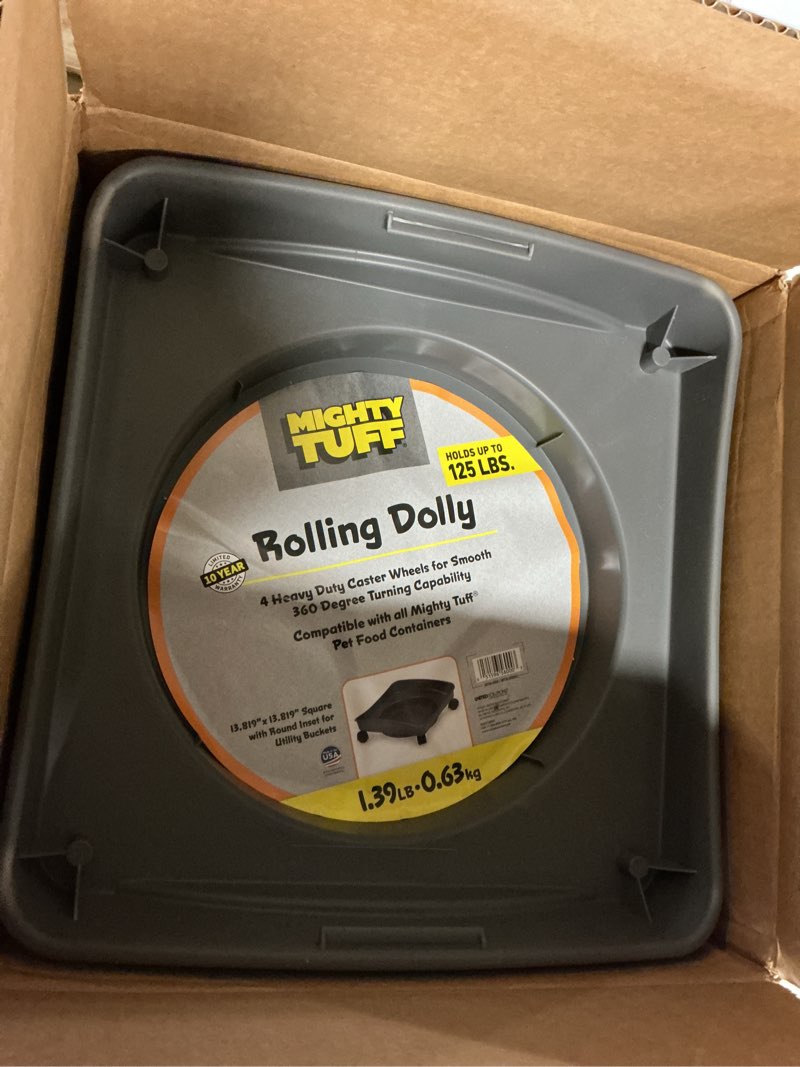 MIGHTY
TUFF
HOLDS UP TO
125 LBS.
Rolling Dolly
LIMITED
10 YEAR
WARRANTY
4 Heavy Duty Caster Wheels for Smooth
360 Degree Turning Capability
Compatible with all Mighty Tuff®
Pet Food Containers
13.819" x 13.819" Square
with Round Inset for
Utility Buckets
USA
1.39LB•0.63kg